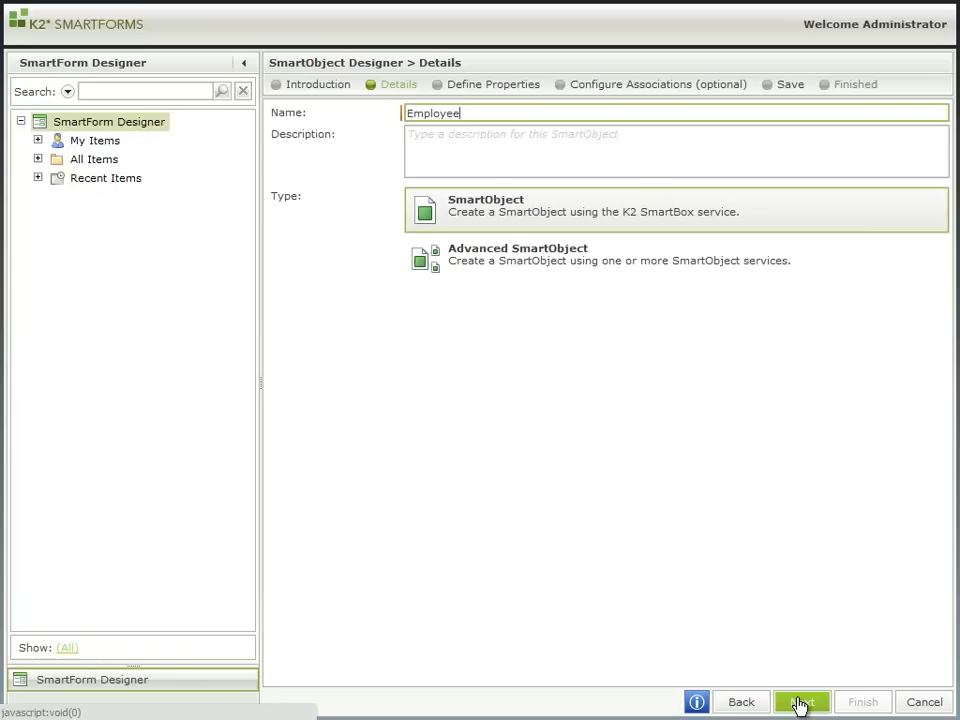 K2* SMARTFORMS
Welcome Administrator
SmartForm Designer
SmartObject Designer > Details
Search:
Introduction
Details
Define Properties
Configure Associations (optional)
Save
Finished
Name:
Employee
Description:
Type a description for this SmartObject
SmartForm Designer
My Items
All Items
Recent Items
Type:
SmartObject
Create a SmartObject using the K2 SmartBox service.
Advanced SmartObject
Create a SmartObject using one or more SmartObject services.
Show: (All)
SmartForm Designer
Back
Finish
Cancel
javascript:void(0)